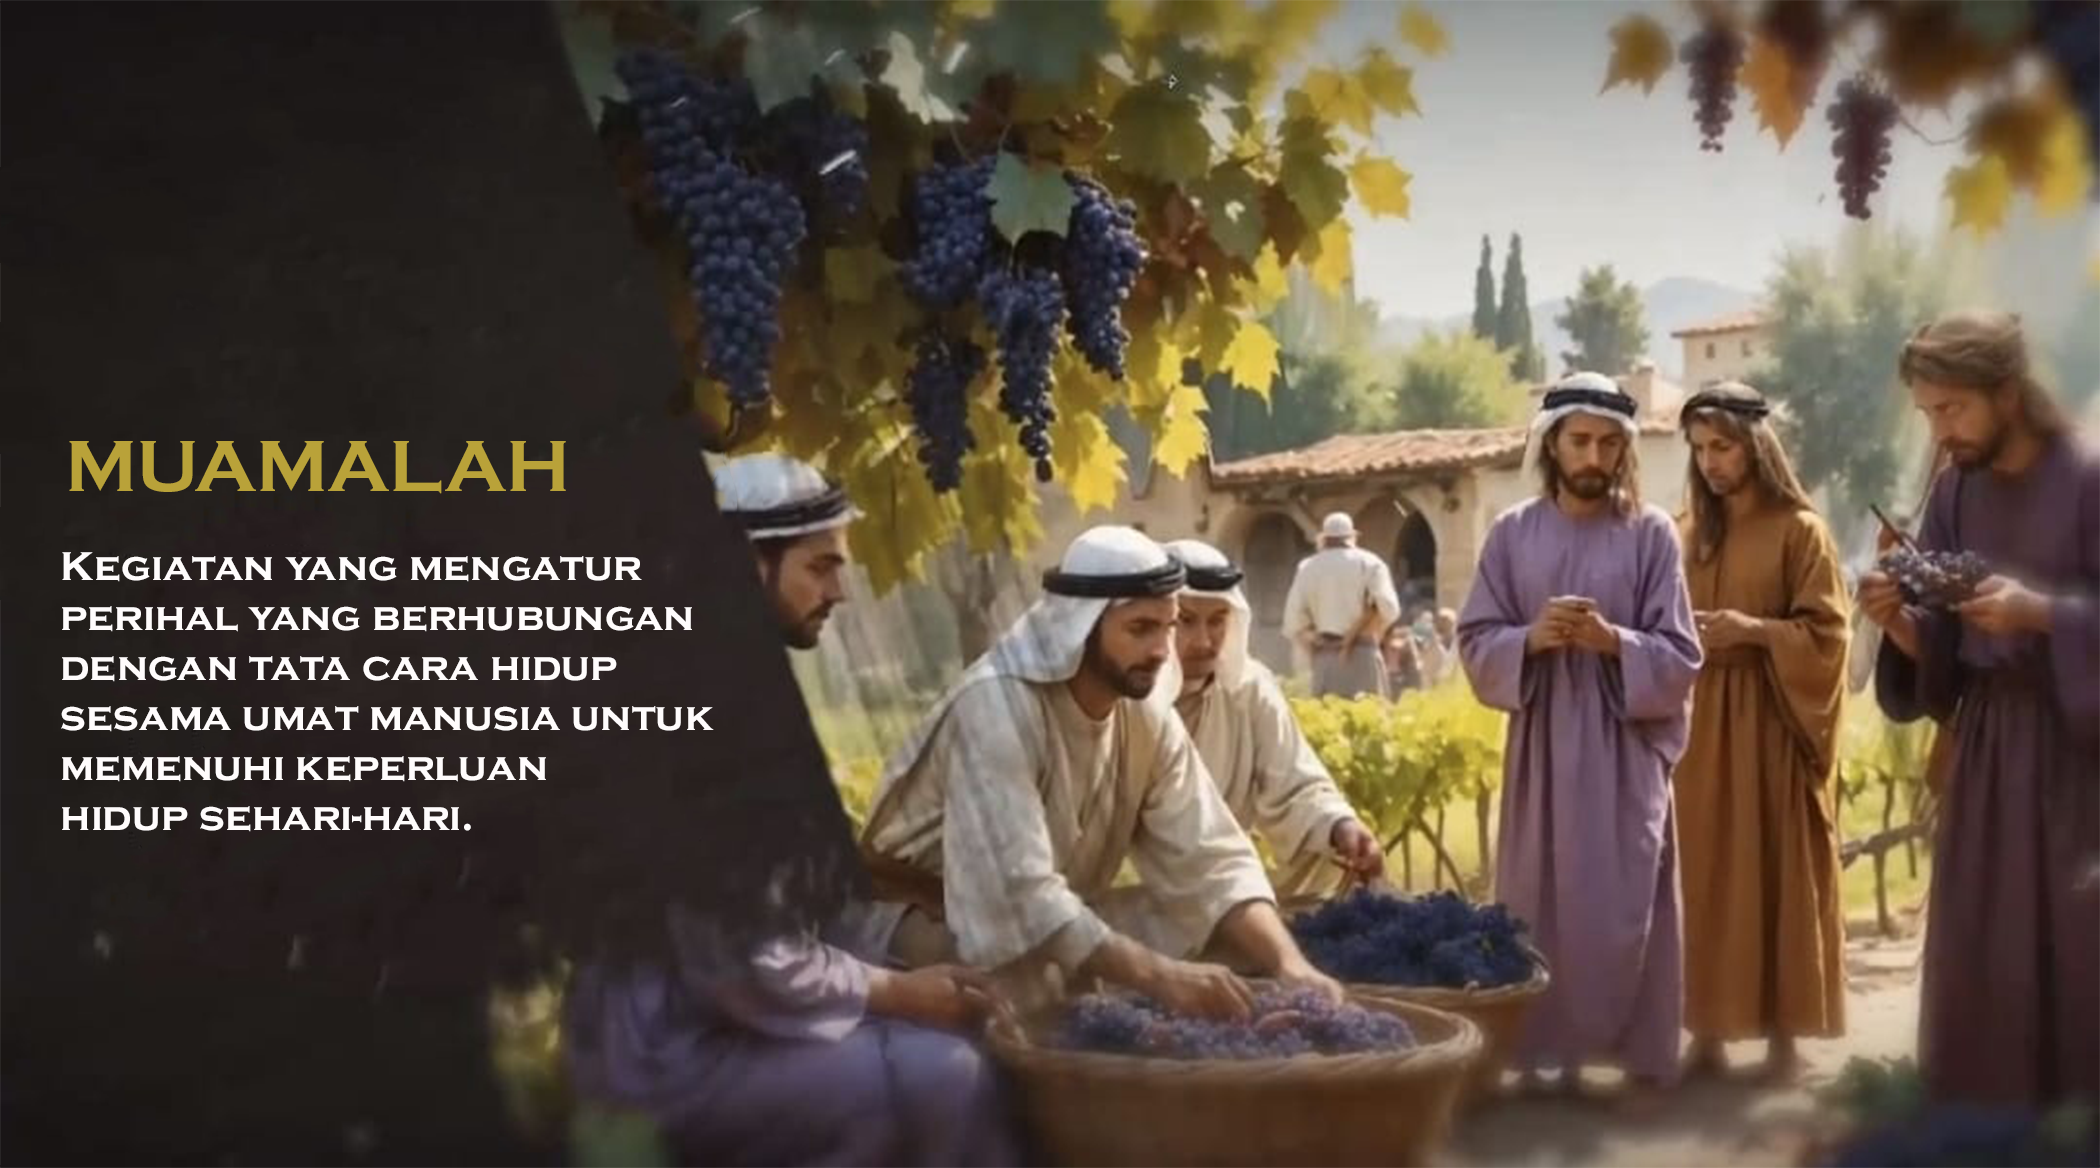 MUAMALAH
KEGIATAN YANG MENGATUR
PERIHAL YANG BERHUBUNGAN
DENGAN TATA CARA HIDUP
SESAMA UMAT MANUSIA UNTUK
MEMENUHI KEPERLUAN
HIDUP SEHARI-HARI.